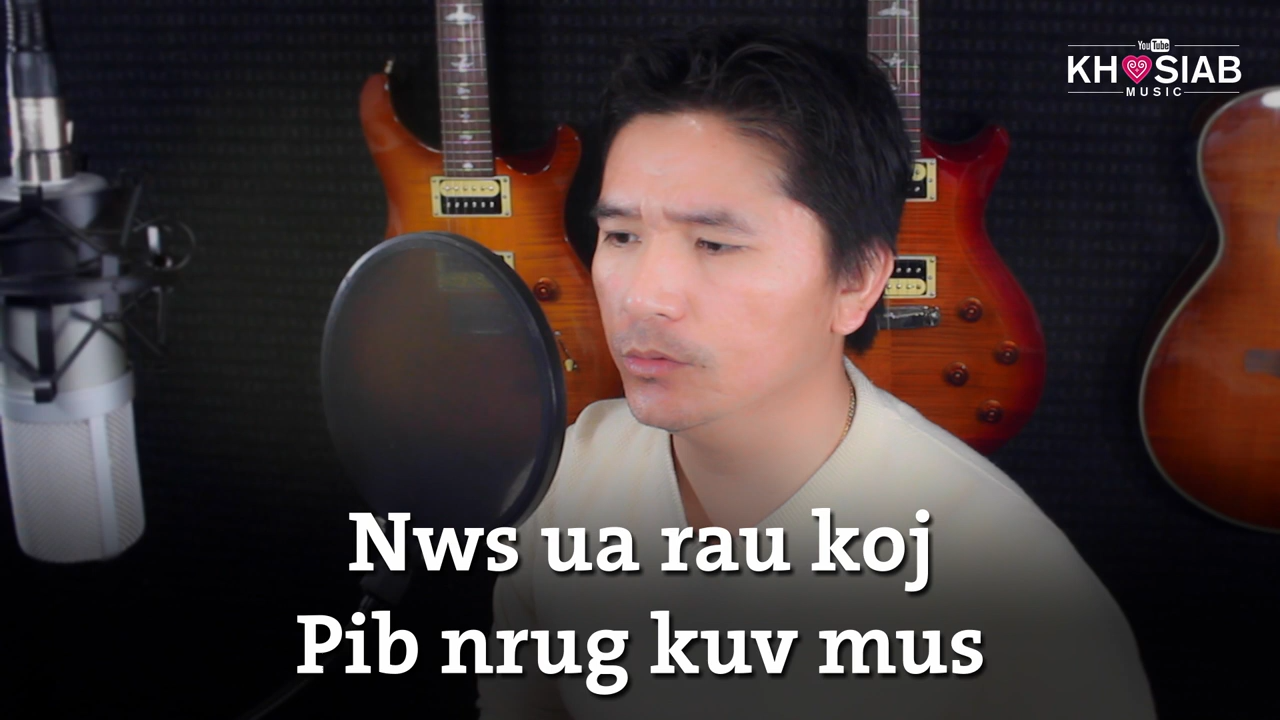 YouTube
KHOSIAB
MUSIC
Nws ua rau koj
Pib nrug kuv mus